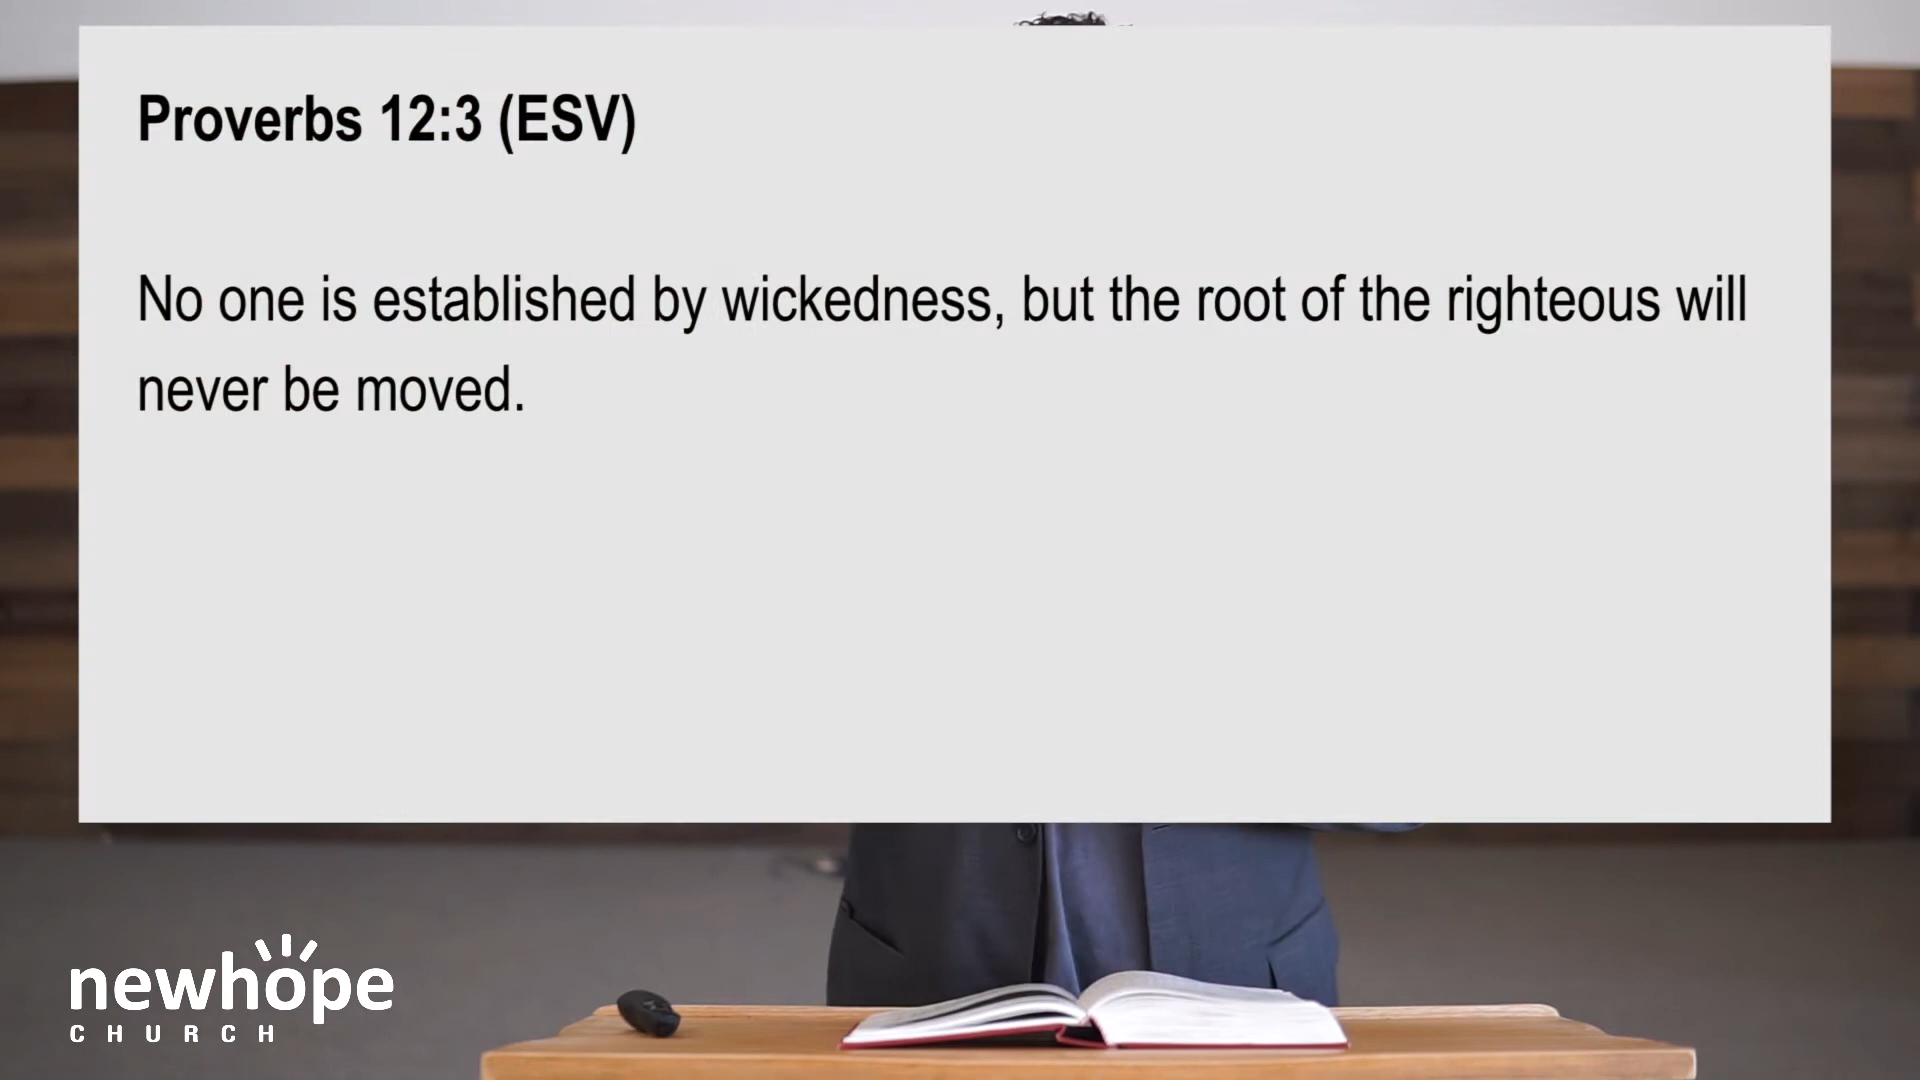 Proverbs 12:3 (ESV)
No one is established by wickedness, but the root of the righteous will
never be moved.
newhope
CHURCH